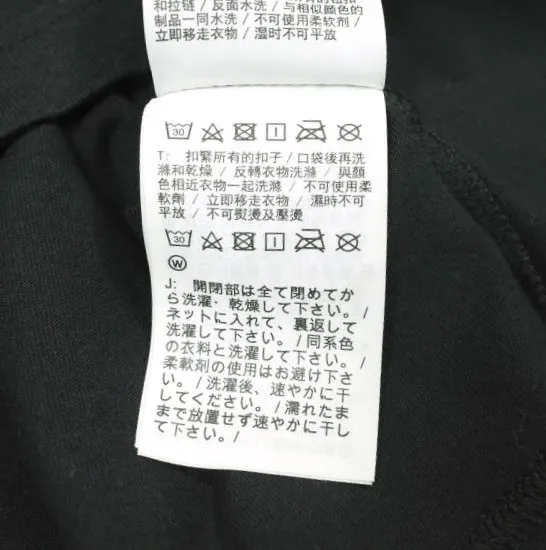 和拉链/反面水洗/与相似颜色的
制品一同水洗/不可使用柔软剂/
立即移走衣物/湿时不可平放
30
T: 扣緊所有的扣子/口袋後再洗
滌和乾燥/反轉衣物洗滌/與顏
色相近衣物一起洗滌/不可使用柔
軟劑/立即移走衣物/濕時不可
平放/不可熨燙及壓燙
30
W
J: 開閉部は全て閉めてか
ら洗濯・乾燥して下さい。/
ネットに入れて、裏返して
洗濯して下さい。/同系色
の衣料と洗濯して下さい。/
柔軟剤の使用はお避け下さ
い。/洗濯後、速やかに干
してください。/濡れたま
まで放置せず速やかに干し
て下さい。/